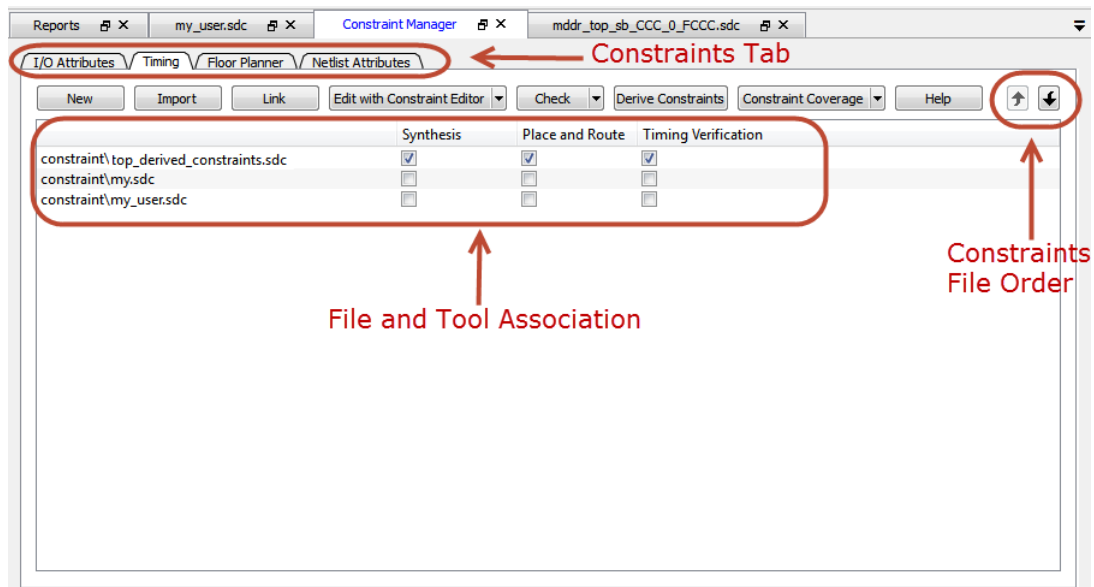 Reports my_user.sdc Constraint Manager mddr_top_sb_CCC_0_FCCC.sdc
Constraints Tab
I/O Attributes Timing Floor Planner Netlist Attributes
New Import Link Edit with Constraint Editor Check Derive Constraints Constraint Coverage Help
Synthesis Place and Route Timing Verification
constraint\top_derived_constraints.sdc
constraint\my.sdc
constraint\my_user.sdc
Constraints
File Order
File and Tool Association